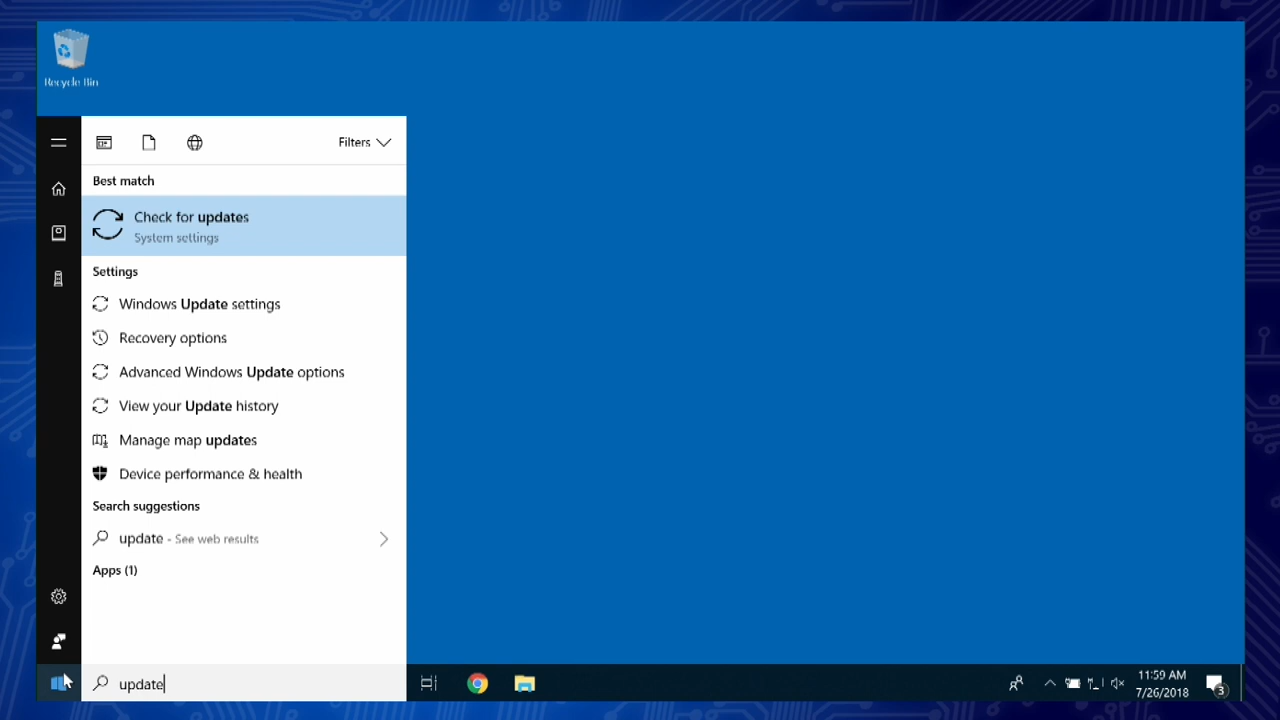 Recycle Bin
Filters
Best match
Check for updates
System settings
Settings
Windows Update settings
Recovery options
Advanced Windows Update options
View your Update history
Manage map updates
Device performance & health
Search suggestions
update - See web results
Apps (1)
update
11:59 AM
7/26/2018
3